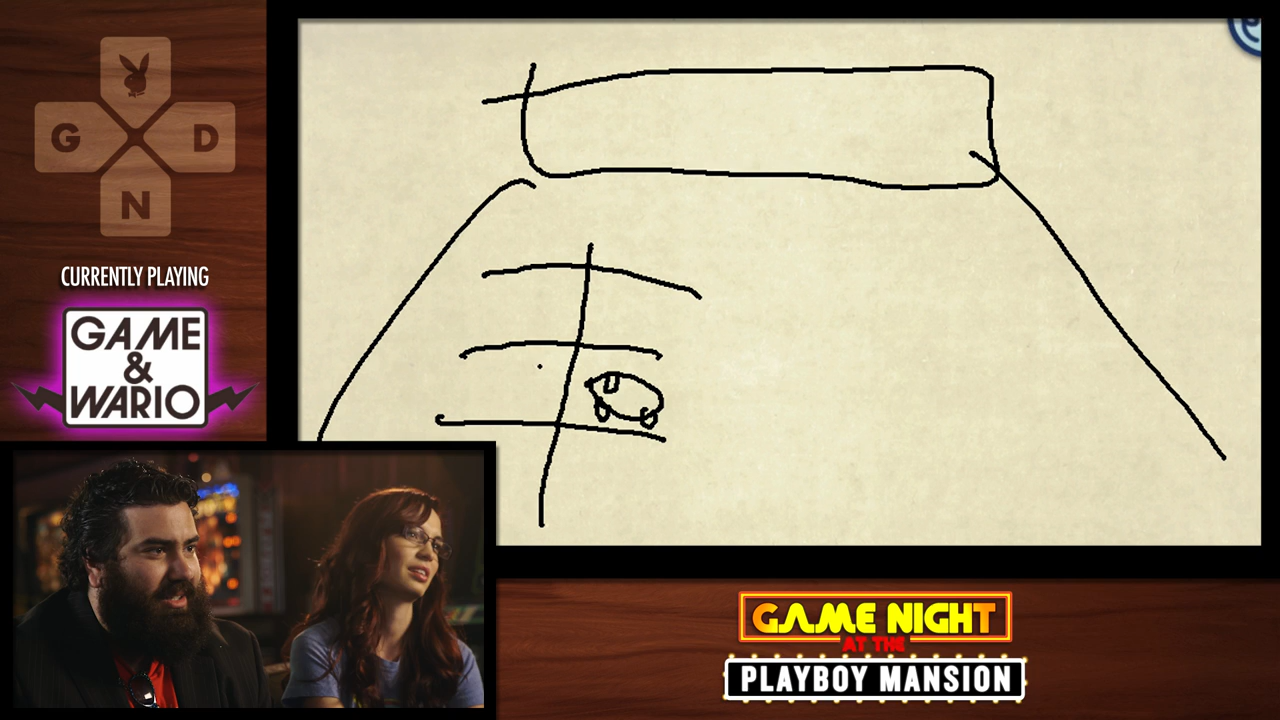 G
D
N
CURRENTLY PLAYING
GAME
&
WARIO
GAME NIGHT
AT THE
PLAYBOY MANSION